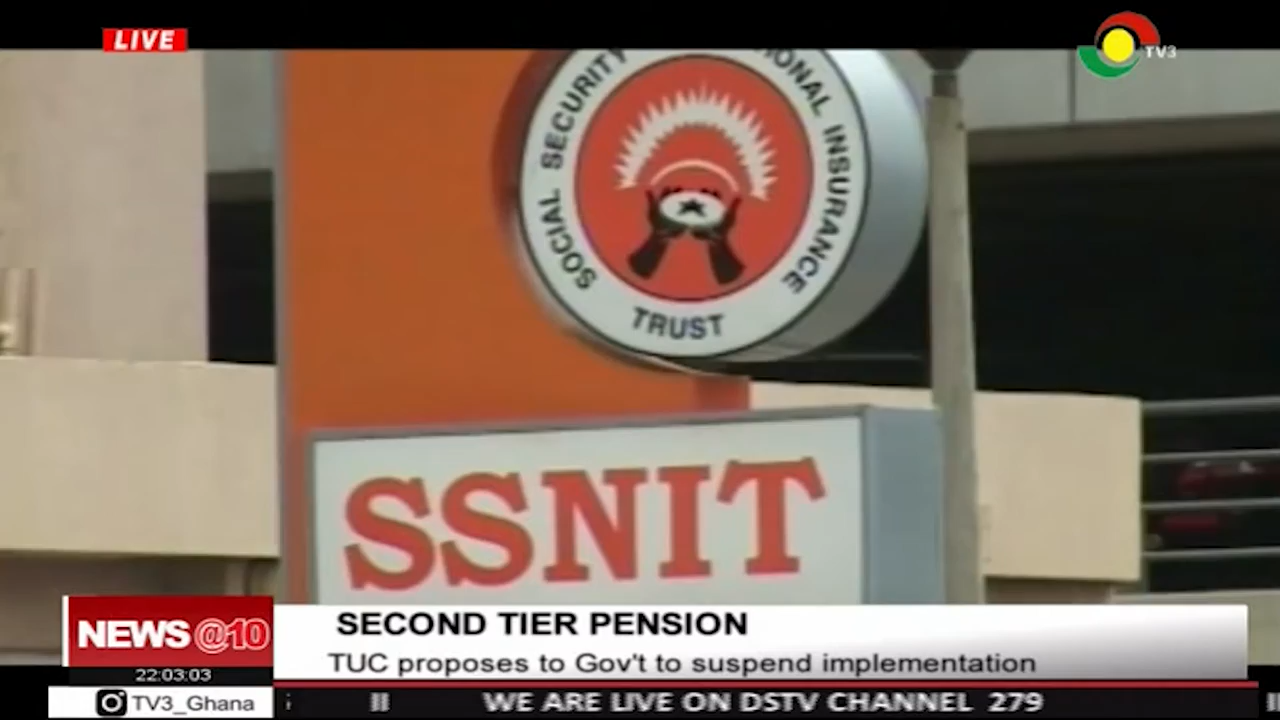 LIVE
TV3
SOCIAL SECURITY
INSURANCE
TRUST
SSNIT
NEWS@10
SECOND TIER PENSION
22:03:03
TUC proposes to Gov't to suspend implementation
TV3_Ghana
WE ARE LIVE ON DSTV CHANNEL 279